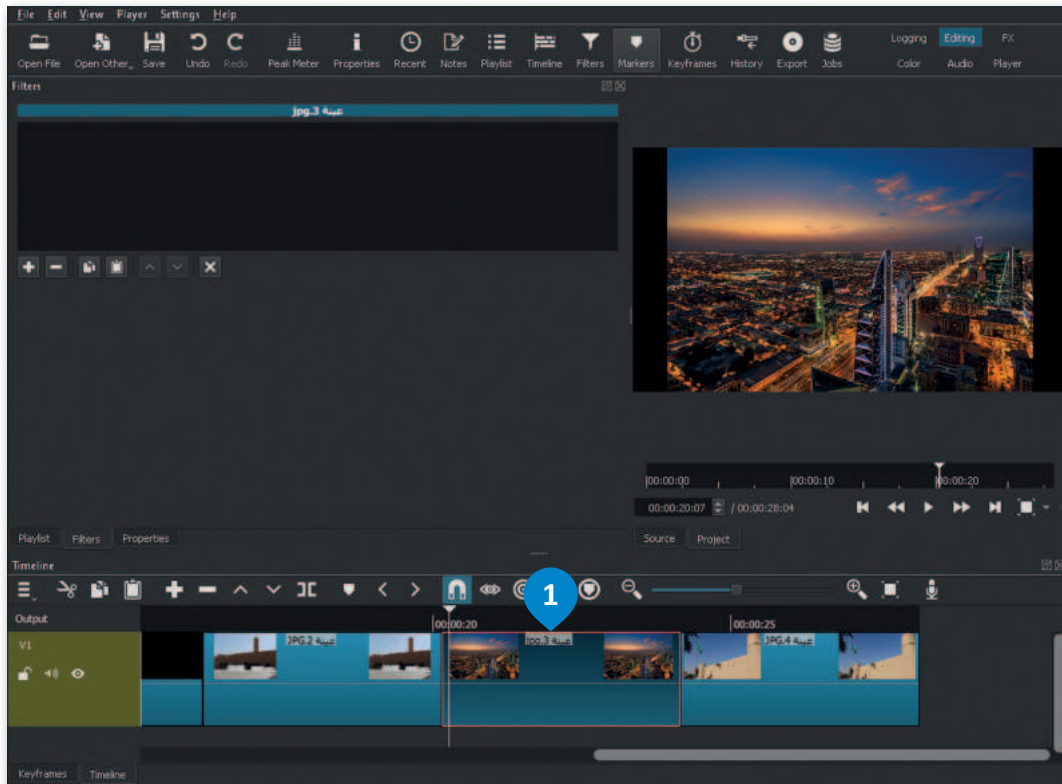 File Edit View Player Settings Help
Open File Open Other... Save Undo Redo Peak Meter Properties Recent Notes Playlist Timeline Filters Markers Keyframes History Export Jobs
Logging Editing FX
Color Audio Player
Filters
عينة 3.jpg
|00:00:00 |00:00:10 |00:00:20
00:00:20:07 / 00:00:28:04
Playlist Filters Properties
Source Project
Timeline
1
Output
|00:00:20 |00:00:25
V1
عينة 2.JPG عينة 3.jpg عينة 4.JPG
Keyframes Timeline